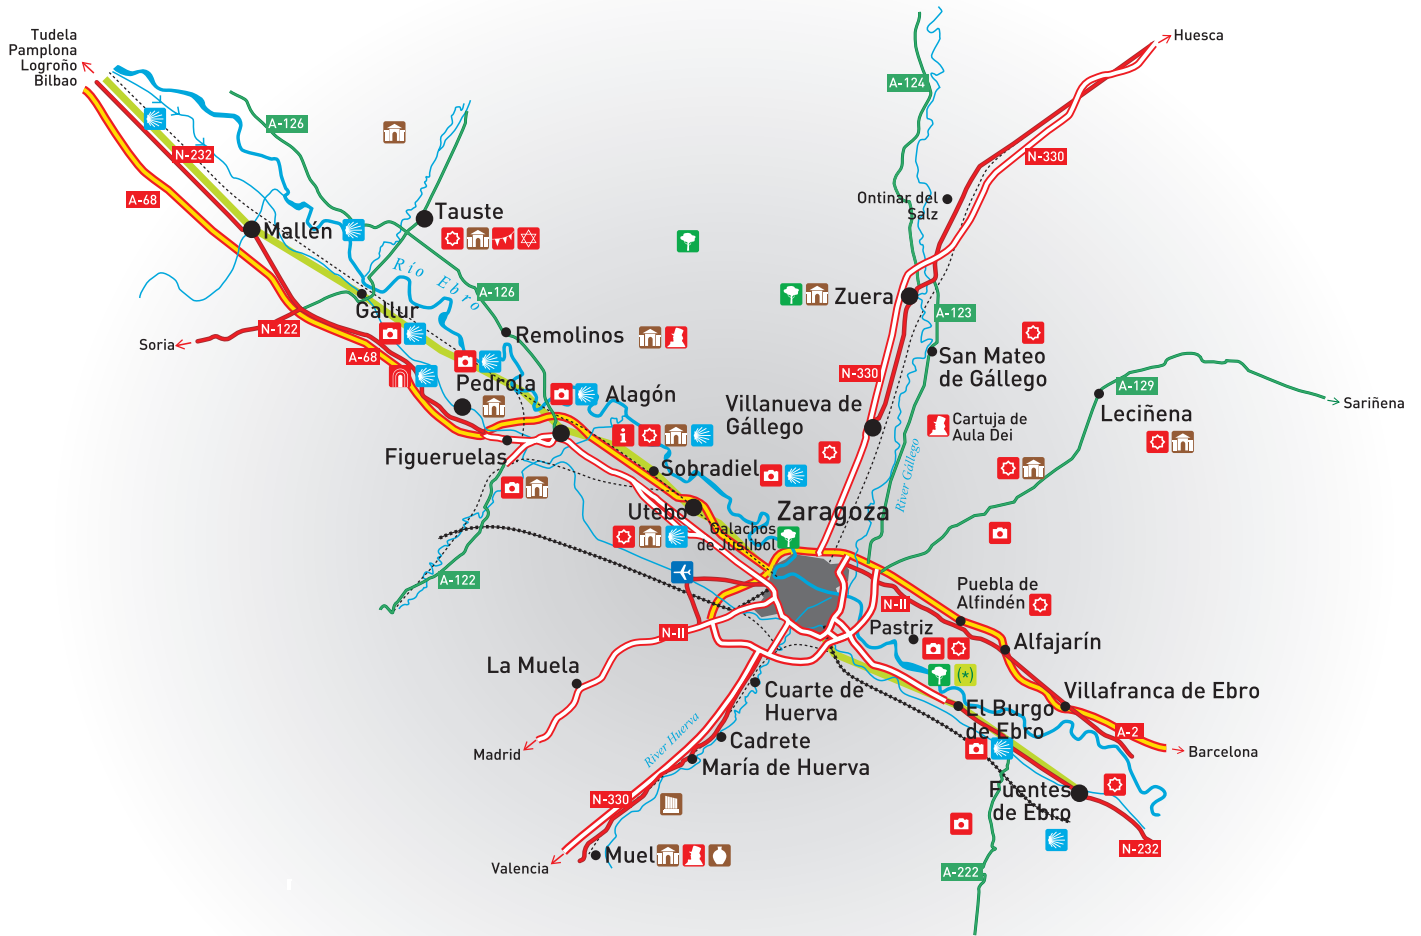 Tudela
Pamplona
Logroño
Bilbao
Huesca
A-124
A-126
N-232
N-330
A-68
Ontinar del
Salz
Tauste
Mallén
Río Ebro
A-126
Zuera
Gallur
A-123
N-122
Soria
Remolinos
A-68
San Mateo
de Gállego
N-330
Pedrola
Alagón
A-129
Sariñena
Villanueva de
Gállego
Leciñena
Cartuja de
Aula Dei
i
Figueruelas
Sobradiel
River Gállego
Utebo
Zaragoza
Galachos
de Juslibol
A-122
Puebla de
Alfindén
N-II
N-II
Pastriz
Alfajarín
La Muela
(*)
Cuarte de
Huerva
Villafranca de Ebro
El Burgo
de Ebro
River Huerva
A-2
Madrid
Cadrete
Barcelona
María de Huerva
Fuentes
de Ebro
N-330
N-232
Muel
Valencia
A-222